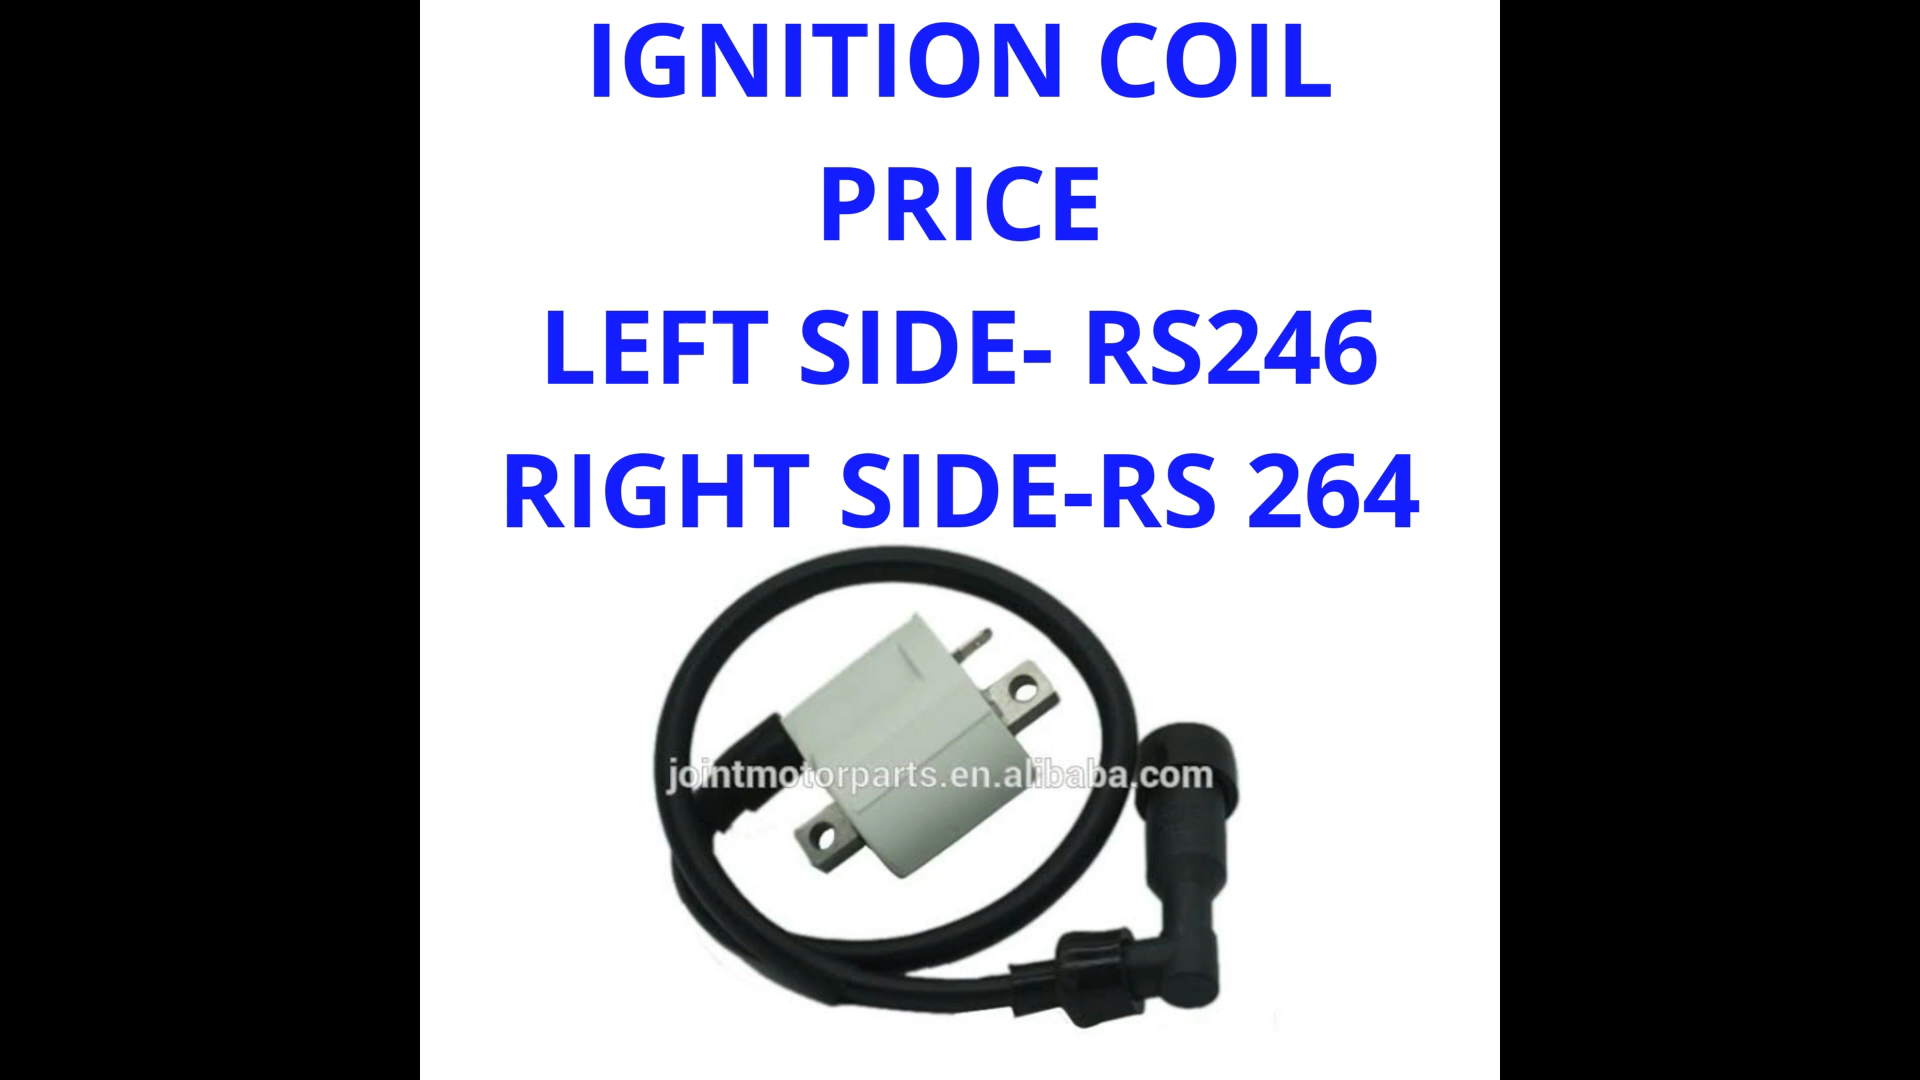 IGNITION COIL
PRICE
LEFT SIDE- RS246
RIGHT SIDE-RS 264
jointmotorparts.en.alibaba.com